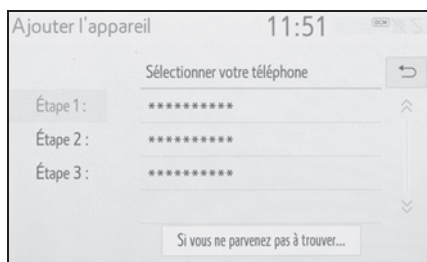 Ajouter l'appareil 11:51 DCM
Sélectionner votre téléphone
Étape 1 : **********
Étape 2 : **********
Étape 3 : **********
Si vous ne parvenez pas à trouver...